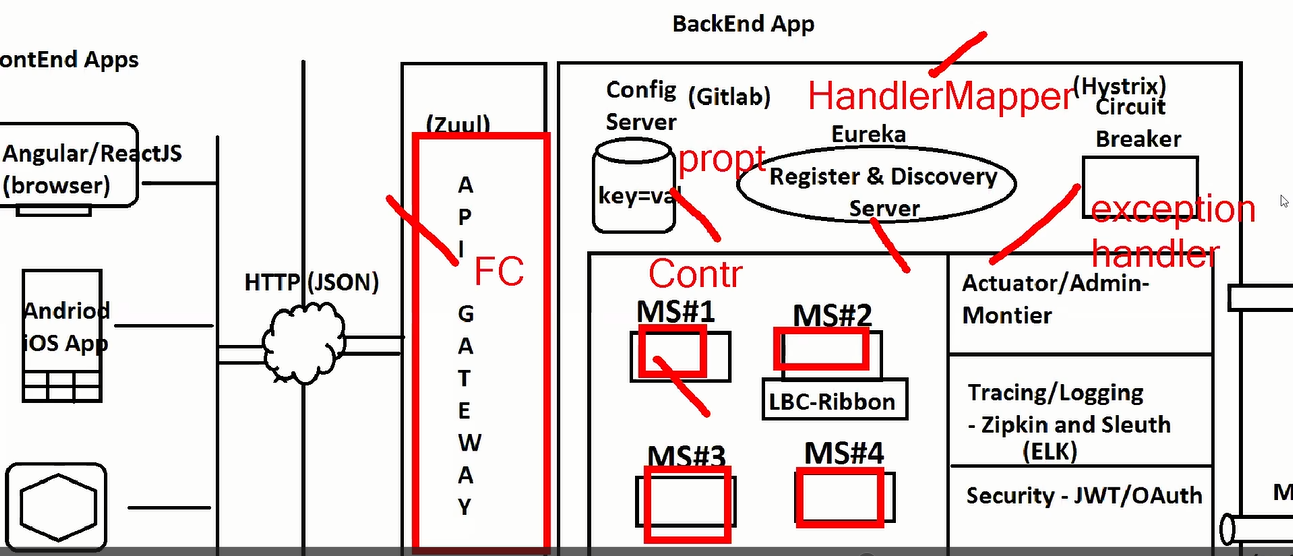 BackEnd App
ontEnd Apps
Angular/ReactJS
(browser)
Andriod
iOS App
HTTP (JSON)
(Zuul)
A
P
I
FC
G
A
T
E
W
A
Y
Config
Server
(Gitlab)
key=val
propt
HandlerMapper
Eureka
Register & Discovery
Server
(Hystrix)
Circuit
Breaker
exception
handler
Contr
MS#1
MS#2
LBC-Ribbon
MS#3
MS#4
Actuator/Admin-
Montier
Tracing/Logging
- Zipkin and Sleuth
(ELK)
Security - JWT/OAuth
M